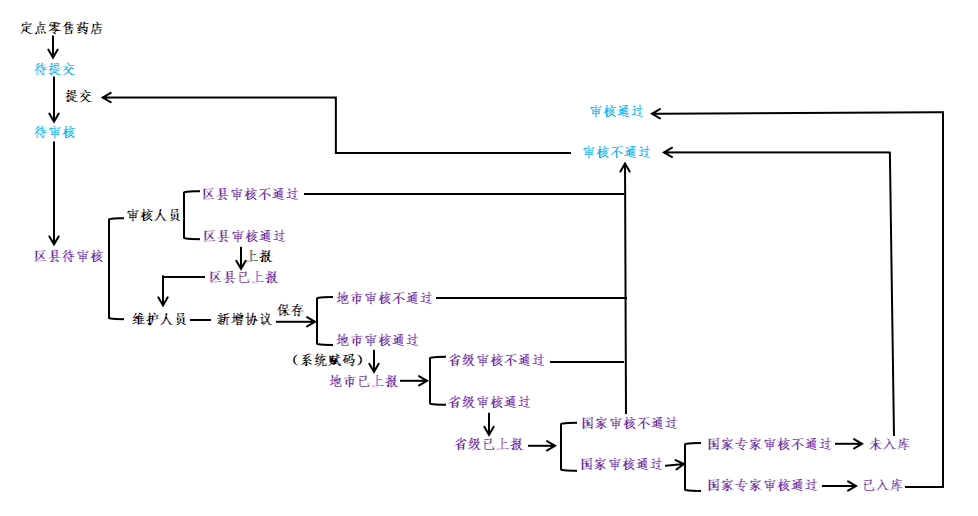 定点零售药店
待提交
提交
审核通过
待审核
审核不通过
区县审核不通过
审核人员
区县审核通过
区县待审核
上报
区县已上报
维护人员
新增协议
保存
地市审核不通过
地市审核通过
（系统赋码）
省级审核不通过
地市已上报
省级审核通过
国家审核不通过
省级已上报
国家专家审核不通过
未入库
国家审核通过
国家专家审核通过
已入库